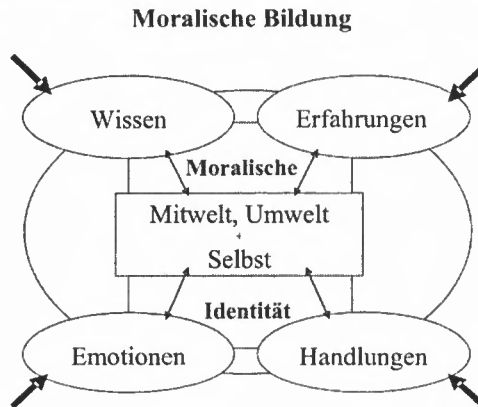 Moralische Bildung
Wissen
Erfahrungen
Moralische
Mitwelt, Umwelt
+
Selbst
Identität
Emotionen
Handlungen